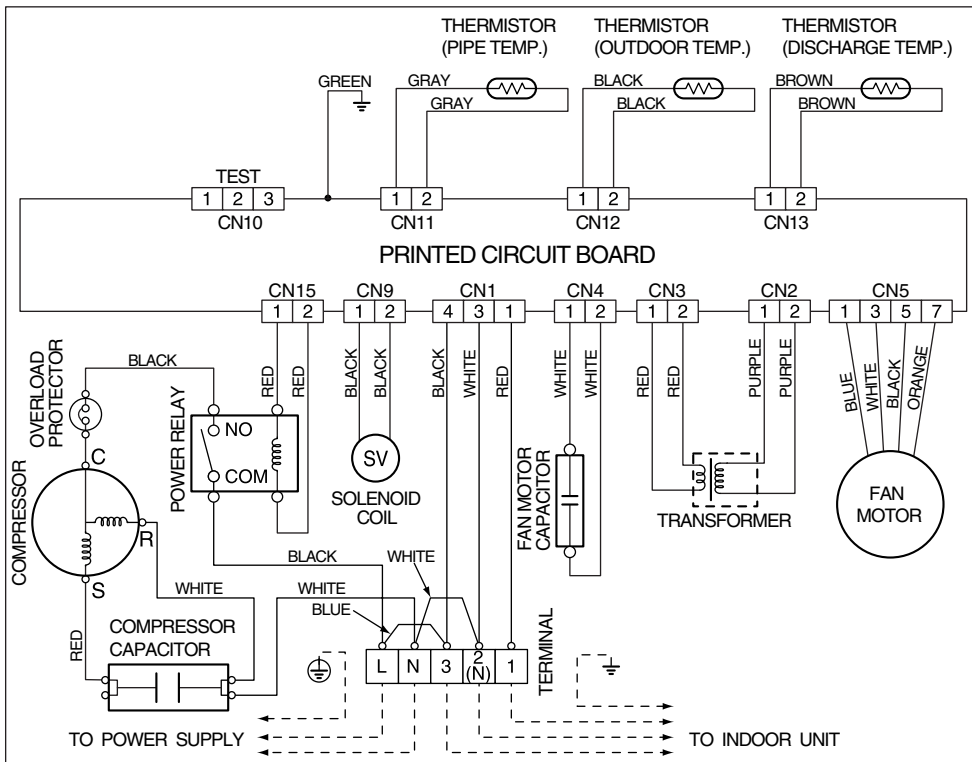 THERMISTOR
(PIPE TEMP.)
THERMISTOR
(OUTDOOR TEMP.)
THERMISTOR
(DISCHARGE TEMP.)
GREEN
GRAY
GRAY
BLACK
BLACK
BROWN
BROWN
TEST
1 2 3
CN10
1 2
CN11
1 2
CN12
1 2
CN13
PRINTED CIRCUIT BOARD
CN15
1 2
CN9
1 2
CN1
4 3 1
CN4
1 2
CN3
1 2
CN2
1 2
CN5
1 3 5 7
BLACK
RED
RED
BLACK
BLACK
BLACK
WHITE
RED
WHITE
WHITE
RED
RED
PURPLE
PURPLE
BLUE
WHITE
BLACK
ORANGE
OVERLOAD
PROTECTOR
POWER RELAY
NO
COM
SV
SOLENOID
COIL
FAN MOTOR
CAPACITOR
TRANSFORMER
FAN
MOTOR
COMPRESSOR
C
R
S
BLACK
WHITE
WHITE
WHITE
BLUE
RED
COMPRESSOR
CAPACITOR
L N 3 2 1
(N)
TERMINAL
TO POWER SUPPLY
TO INDOOR UNIT